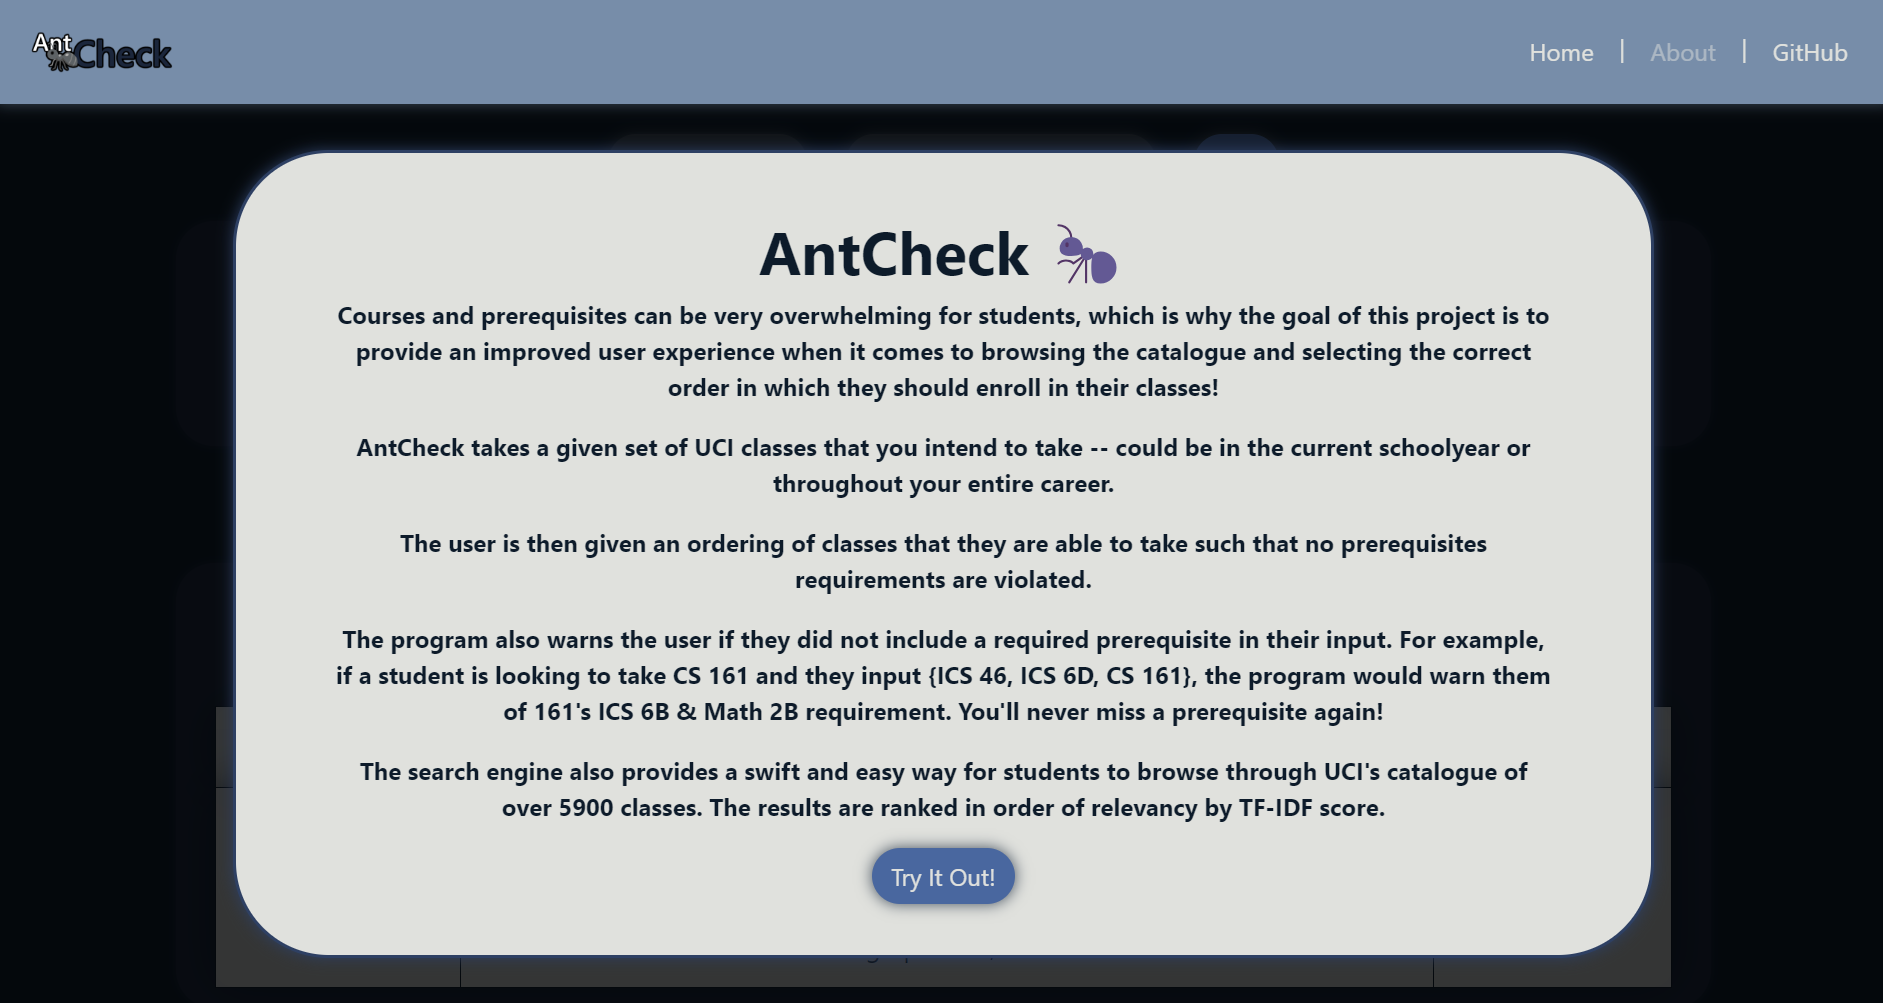 AntCheck
Home | About | GitHub
AntCheck
Courses and prerequisites can be very overwhelming for students, which is why the goal of this project is to
provide an improved user experience when it comes to browsing the catalogue and selecting the correct
order in which they should enroll in their classes!
AntCheck takes a given set of UCI classes that you intend to take -- could be in the current schoolyear or
throughout your entire career.
The user is then given an ordering of classes that they are able to take such that no prerequisites
requirements are violated.
The program also warns the user if they did not include a required prerequisite in their input. For example,
if a student is looking to take CS 161 and they input {ICS 46, ICS 6D, CS 161}, the program would warn them
of 161's ICS 6B & Math 2B requirement. You'll never miss a prerequisite again!
The search engine also provides a swift and easy way for students to browse through UCI's catalogue of
over 5900 classes. The results are ranked in order of relevancy by TF-IDF score.
Try It Out!